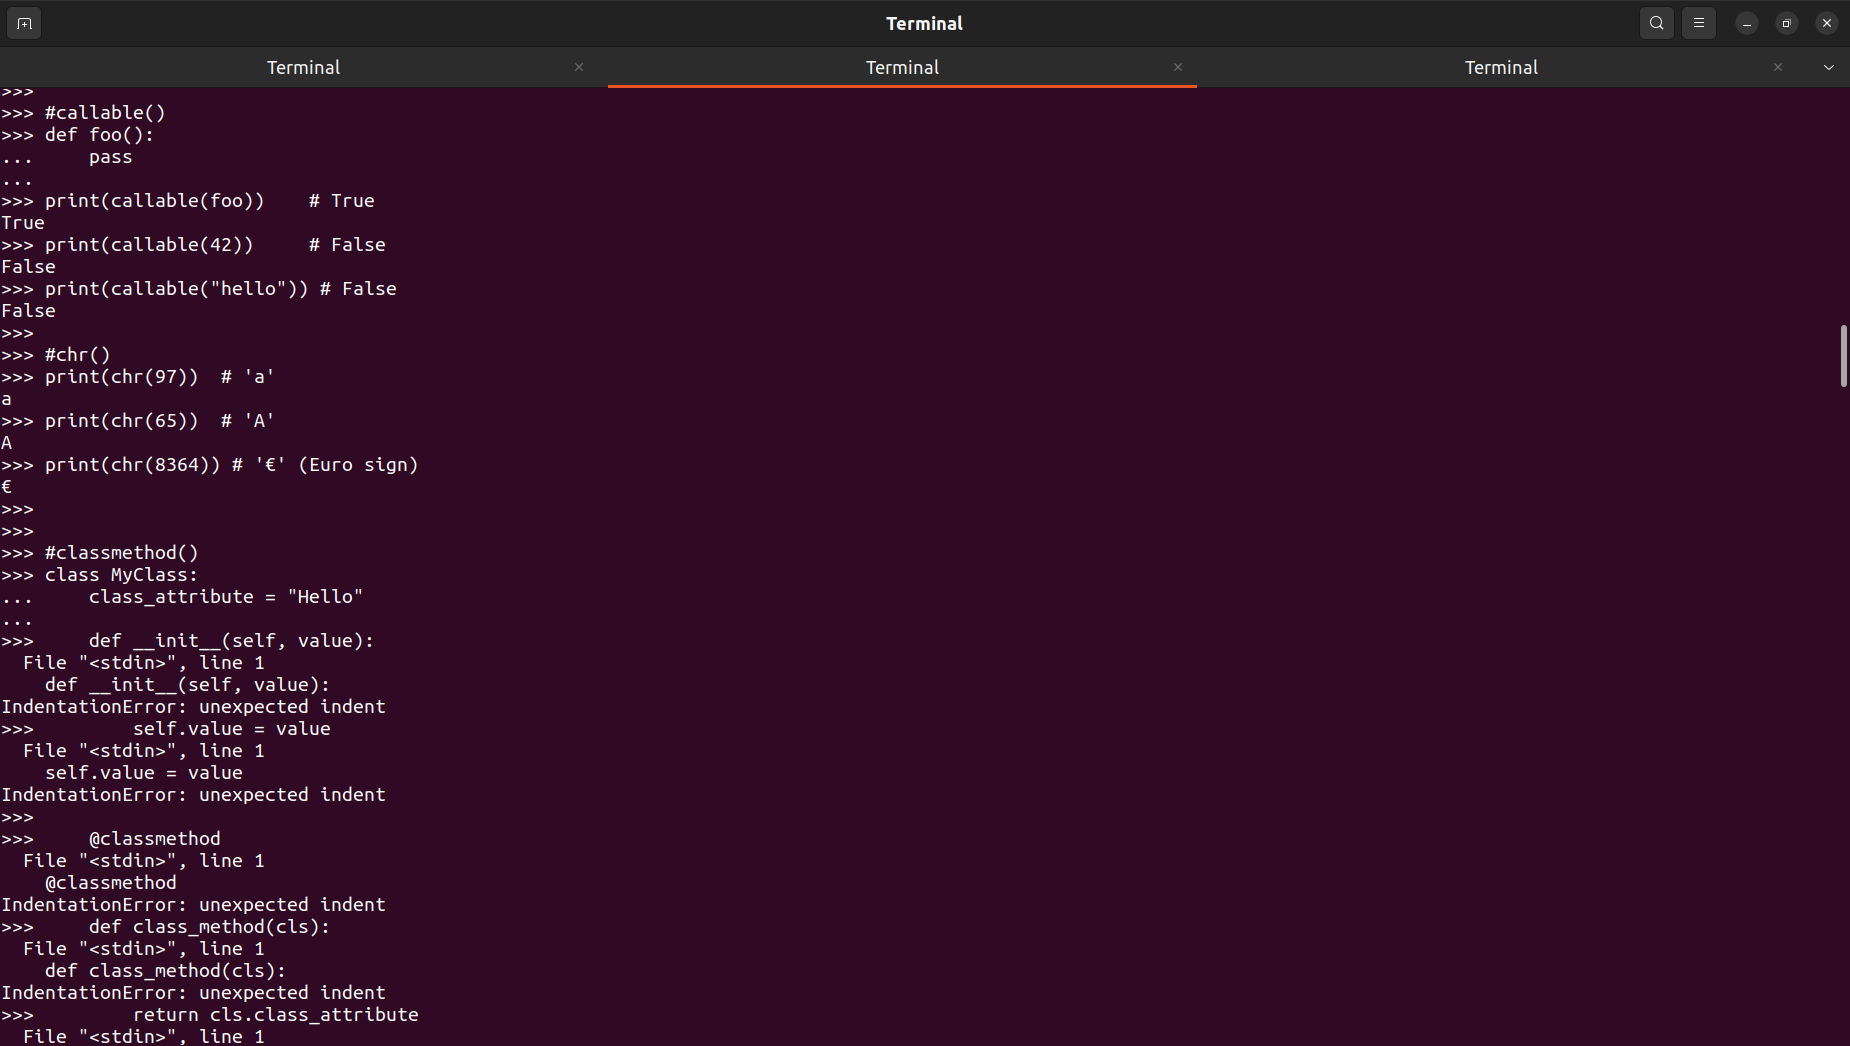 Terminal
Terminal Terminal Terminal
>>>
>>> #callable()
>>> def foo():
...     pass
...
>>> print(callable(foo))    # True
True
>>> print(callable(42))     # False
False
>>> print(callable("hello")) # False
False
>>>
>>> #chr()
>>> print(chr(97))  # 'a'
a
>>> print(chr(65))  # 'A'
A
>>> print(chr(8364)) # '€' (Euro sign)
€
>>>
>>>
>>> #classmethod()
>>> class MyClass:
...     class_attribute = "Hello"
...
>>>     def __init__(self, value):
  File "<stdin>", line 1
    def __init__(self, value):
IndentationError: unexpected indent
>>>         self.value = value
  File "<stdin>", line 1
    self.value = value
IndentationError: unexpected indent
>>>
>>>     @classmethod
  File "<stdin>", line 1
    @classmethod
IndentationError: unexpected indent
>>>     def class_method(cls):
  File "<stdin>", line 1
    def class_method(cls):
IndentationError: unexpected indent
>>>         return cls.class_attribute
  File "<stdin>", line 1